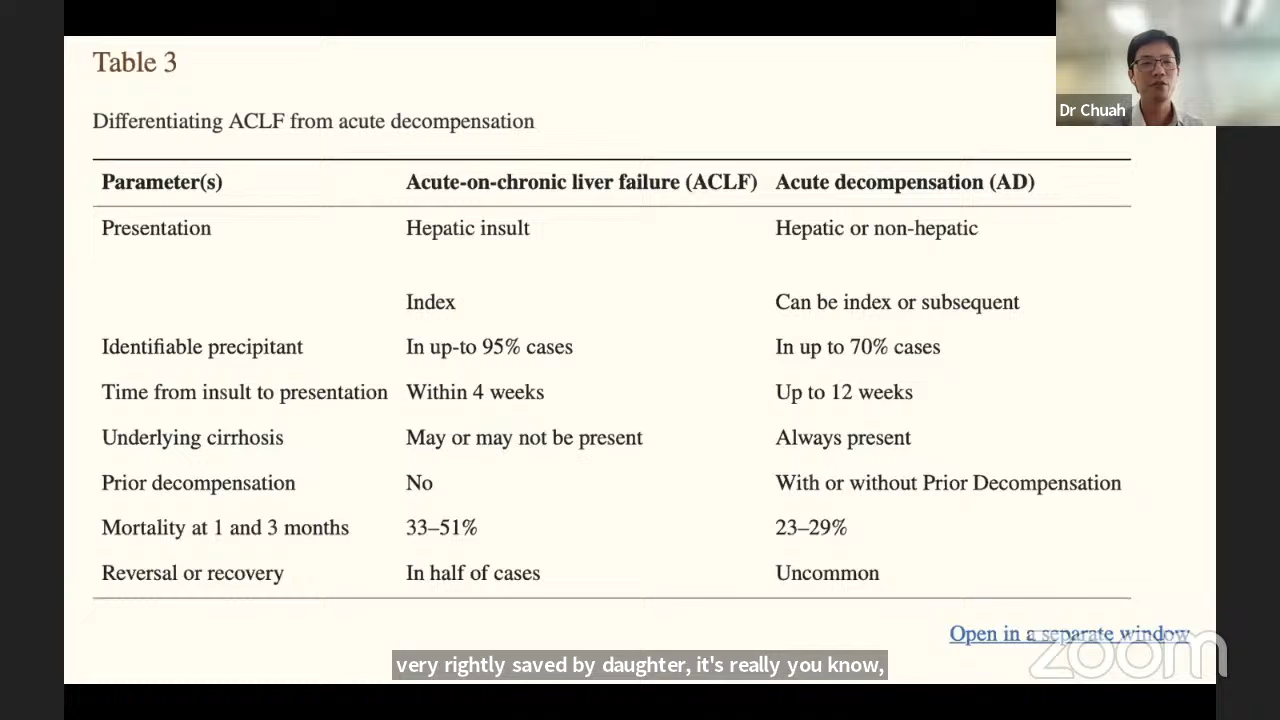 Table 3
Dr Chuah
Differentiating ACLF from acute decompensation
Parameter(s) Acute-on-chronic liver failure (ACLF) Acute decompensation (AD)
Presentation Hepatic insult Hepatic or non-hepatic
Index Can be index or subsequent
Identifiable precipitant In up-to 95% cases In up to 70% cases
Time from insult to presentation Within 4 weeks Up to 12 weeks
Underlying cirrhosis May or may not be present Always present
Prior decompensation No With or without Prior Decompensation
Mortality at 1 and 3 months 33–51% 23–29%
Reversal or recovery In half of cases Uncommon
Open in a separate window
zoom
very rightly saved by daughter, it's really you know,